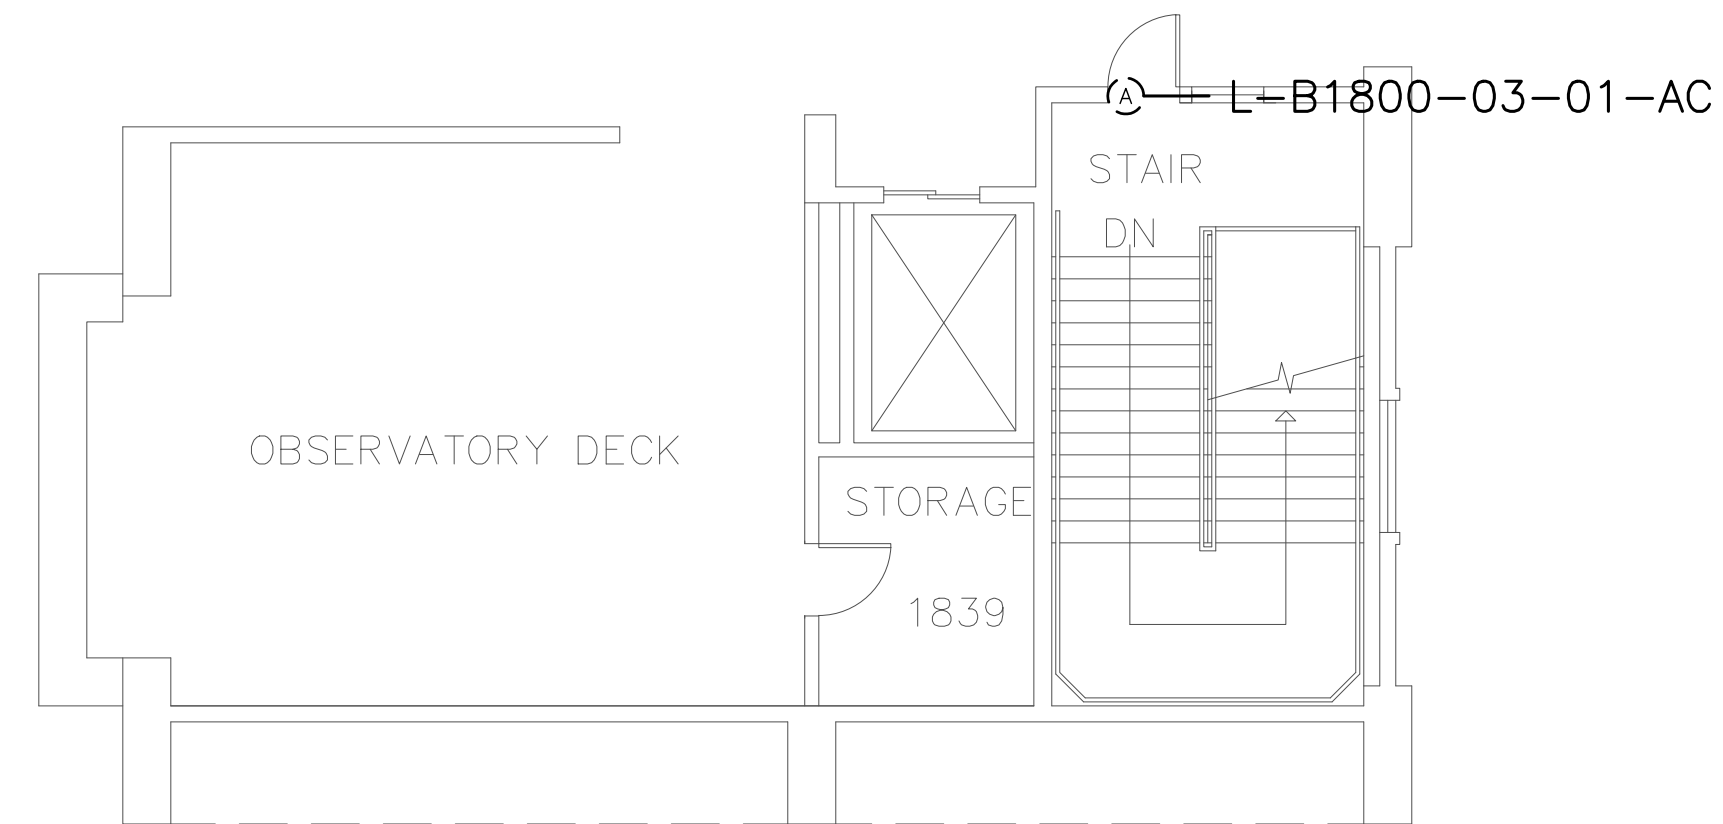 A L-B1800-03-01-AC
STAIR
DN
OBSERVATORY DECK
STORAGE
1839